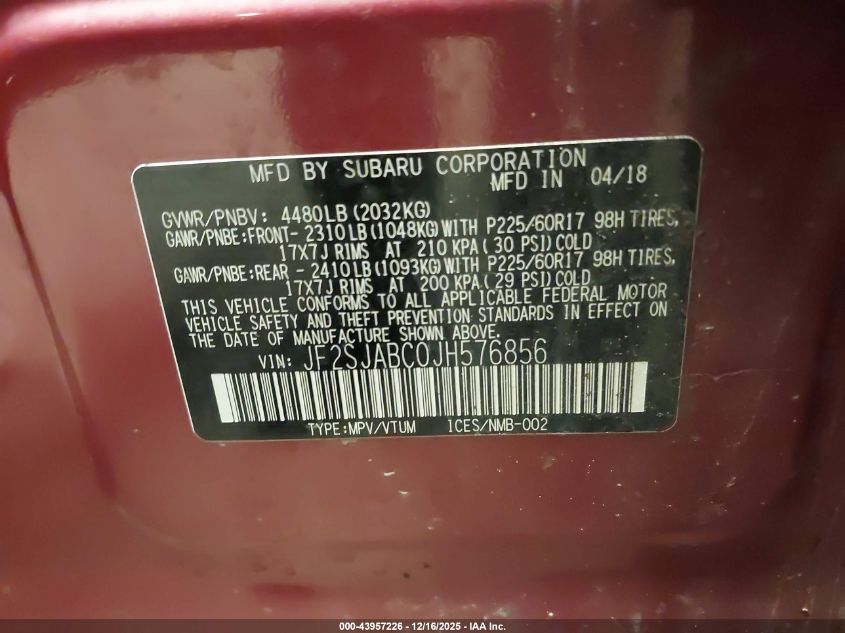 MFD BY SUBARU CORPORATION
MFD IN 04/18
GVWR/PNBV: 4480LB(2032KG)
GAWR/PNBE:FRONT- 2310LB(1048KG)WITH P225/60R17 98H TIRES,
17X7J RIMS AT 210 KPA(30 PSI)COLD
GAWR/PNBE:REAR - 2410LB(1093KG)WITH P225/60R17 98H TIRES,
17X7J RIMS AT 200 KPA(29 PSI)COLD
THIS VEHICLE CONFORMS TO ALL APPLICABLE FEDERAL MOTOR
VEHICLE SAFETY AND THEFT PREVENTION STANDARDS IN EFFECT ON
THE DATE OF MANUFACTURE SHOWN ABOVE.
VIN: JF2SJABC0JH576856
TYPE:MPV/VTUM ICES/NMB-002
000-43957226 - 12/16/2025 - IAA Inc.